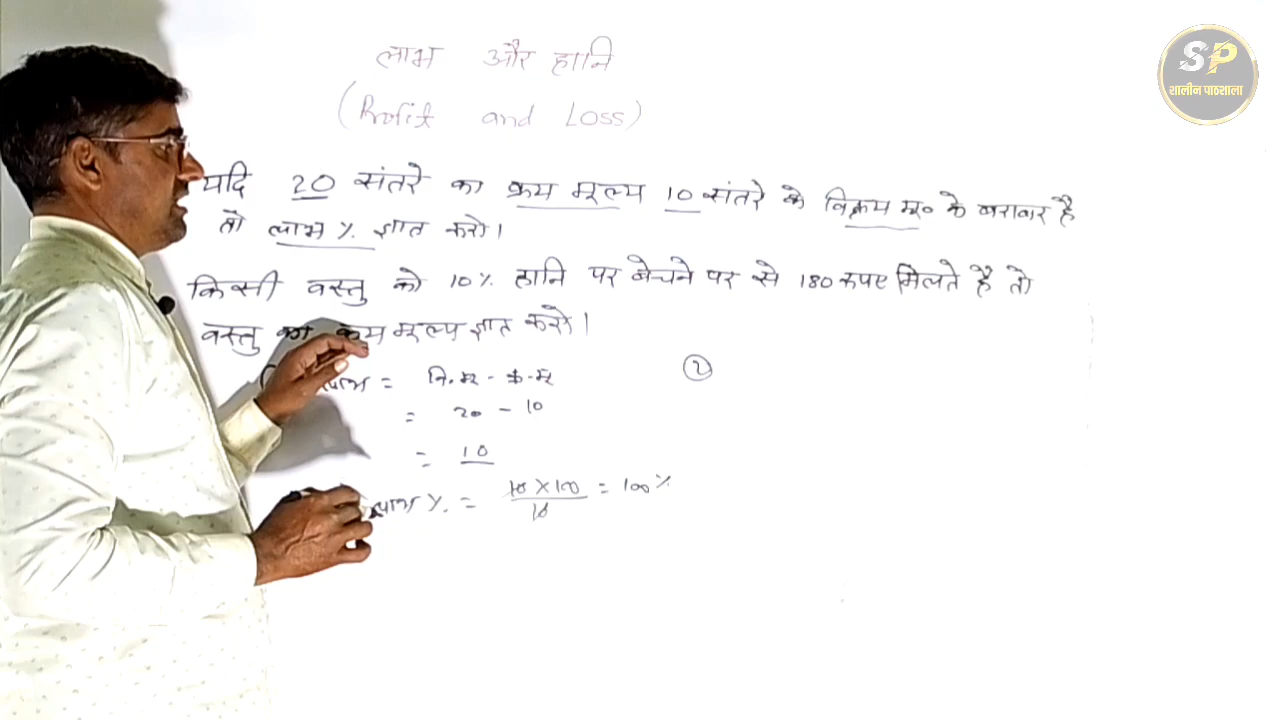 लाभ और हानि
(Profit and Loss)
SP
शालीन पाठशाला
यदि 20 संतरे का क्रय मूल्य 10 संतरे के विक्रय मू० के बराबर है
तो लाभ % ज्ञात करो।
किसी वस्तु को 10% हानि पर बेचने पर से 180 रुपए मिलते है तो
वस्तु का क्रय मूल्य ज्ञात करो।
लाभ = वि.मू - क्र.मू
②
= 20 - 10
= 10
लाभ %. = 10 × 100 = 100%
10